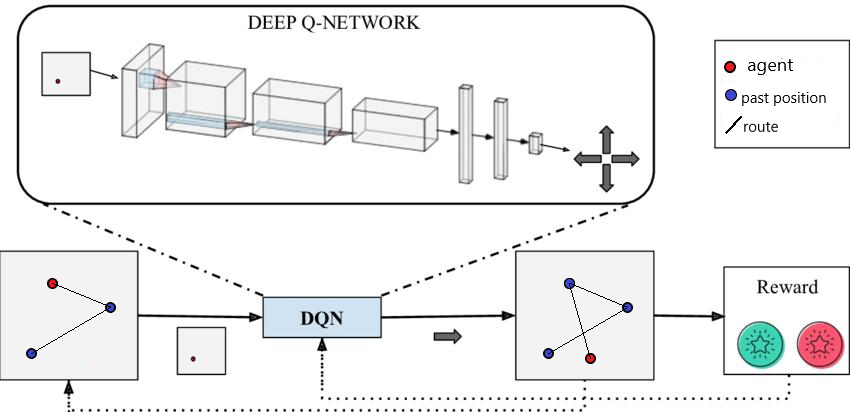 DEEP Q-NETWORK
agent
past position
route
DQN
Reward